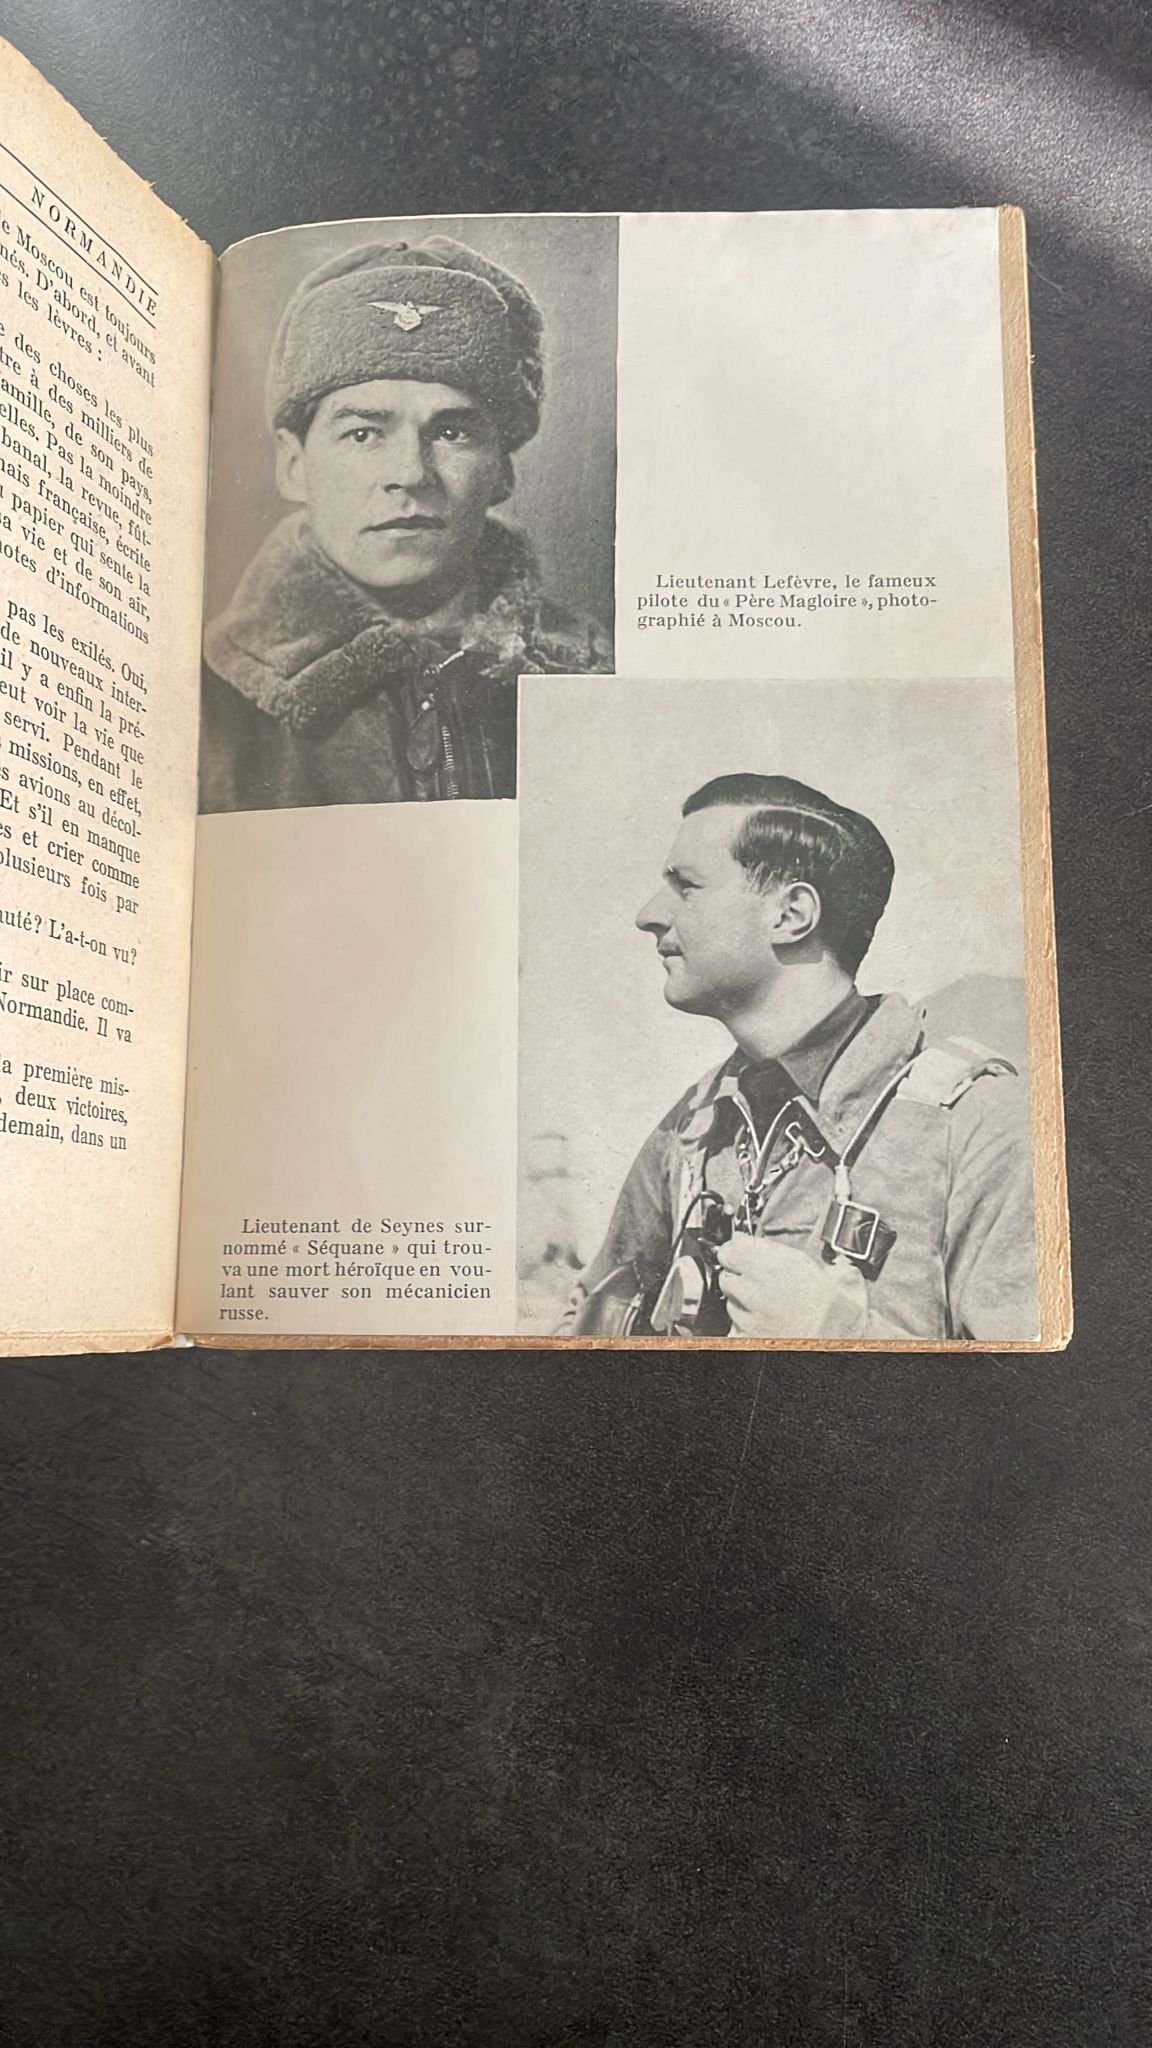 NORMANDIE
e Moscou est toujours
nés. D'abord, et avant
s les lèvres :
e des choses les plus
tre à des milliers de
amille, de son pays,
elles. Pas la moindre
banal, la revue, fût-
mais française, écrite
u papier qui sente la
sa vie et de son air,
notes d'informations
pas les exilés. Oui,
de nouveaux inter-
il y a enfin la pré-
eut voir la vie que
servi. Pendant le
s missions, en effet,
es avions au décol-
Et s'il en manque
es et crier comme
plusieurs fois par
auté? L'a-t-on vu?
ir sur place com-
Normandie. Il va
la première mis-
, deux victoires,
demain, dans un
Lieutenant Lefèvre, le fameux
pilote du « Père Magloire », photo-
graphié à Moscou.
Lieutenant de Seynes sur-
nommé « Séquane » qui trou-
va une mort héroïque en vou-
lant sauver son mécanicien
russe.